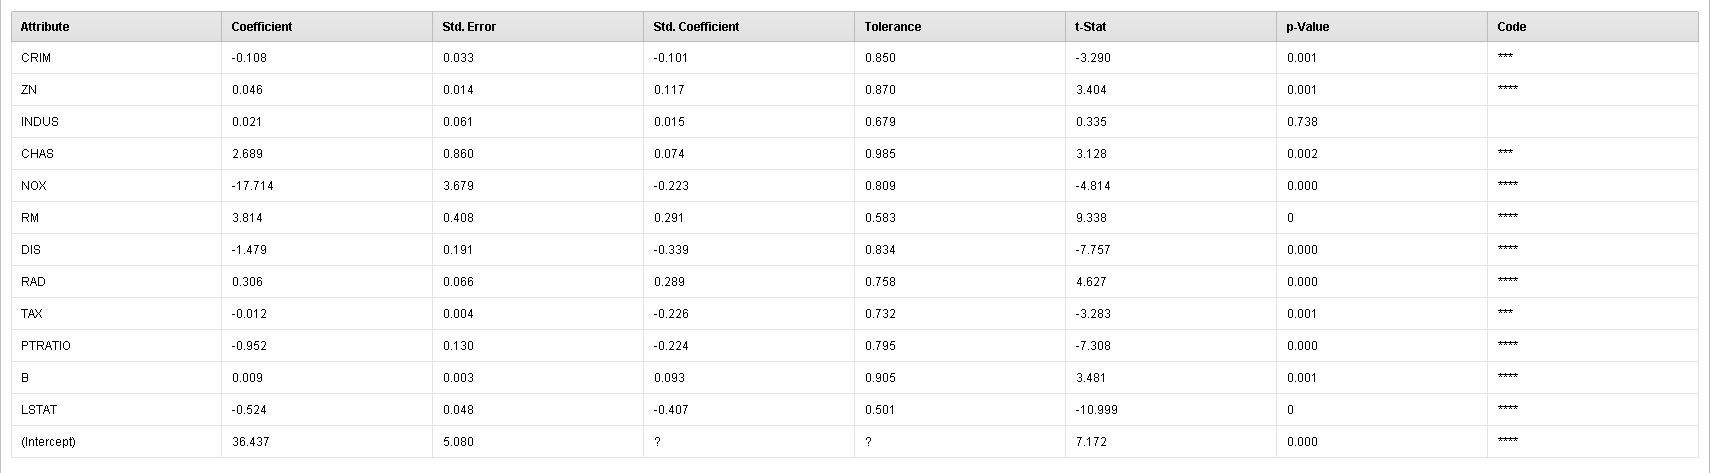 Attribute Coefficient Std. Error Std. Coefficient Tolerance t-Stat p-Value Code
CRIM -0.108 0.033 -0.101 0.850 -3.290 0.001 ***
ZN 0.046 0.014 0.117 0.870 3.404 0.001 ****
INDUS 0.021 0.061 0.015 0.679 0.335 0.738
CHAS 2.689 0.860 0.074 0.985 3.128 0.002 ***
NOX -17.714 3.679 -0.223 0.809 -4.814 0.000 ****
RM 3.814 0.408 0.291 0.583 9.338 0 ****
DIS -1.479 0.191 -0.339 0.834 -7.757 0.000 ****
RAD 0.306 0.066 0.289 0.758 4.627 0.000 ****
TAX -0.012 0.004 -0.226 0.732 -3.283 0.001 ***
PTRATIO -0.952 0.130 -0.224 0.795 -7.308 0.000 ****
B 0.009 0.003 0.093 0.905 3.481 0.001 ****
LSTAT -0.524 0.048 -0.407 0.501 -10.999 0 ****
(Intercept) 36.437 5.080 ? ? 7.172 0.000 ****